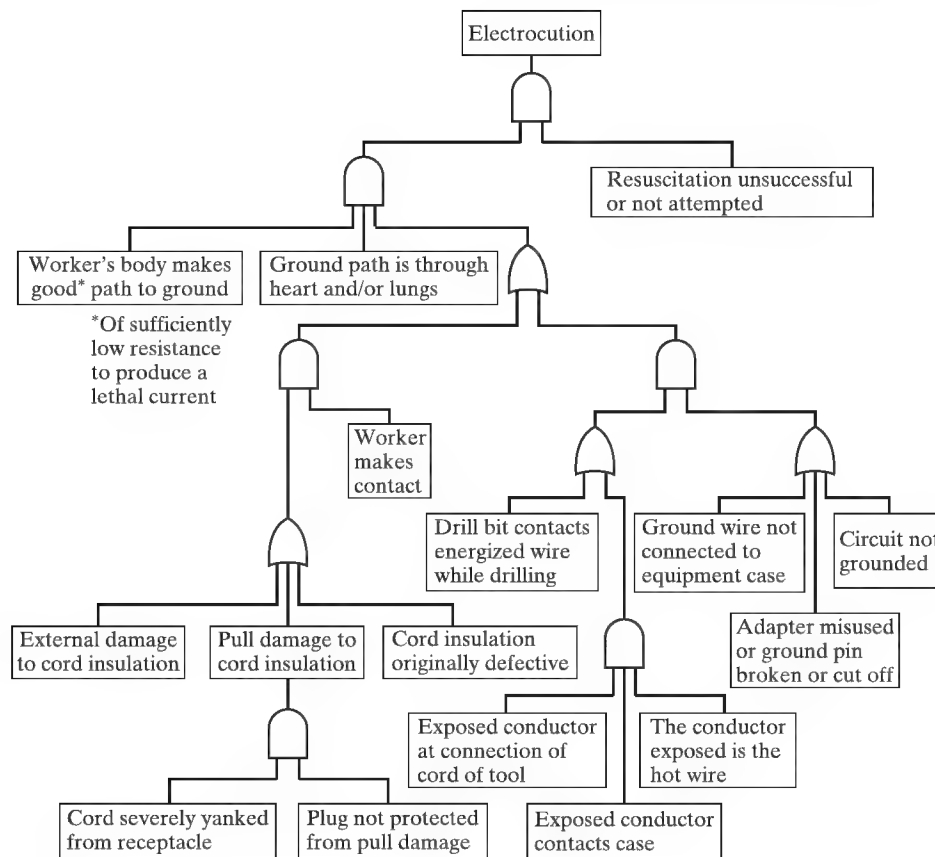 Electrocution
Resuscitation unsuccessful
or not attempted
Worker's body makes
good* path to ground
Ground path is through
heart and/or lungs
*Of sufficiently
low resistance
to produce a
lethal current
Worker
makes
contact
Drill bit contacts
energized wire
while drilling
Ground wire not
connected to
equipment case
Circuit not
grounded
External damage
to cord insulation
Pull damage to
cord insulation
Cord insulation
originally defective
Adapter misused
or ground pin
broken or cut off
Exposed conductor
at connection of
cord of tool
The conductor
exposed is the
hot wire
Cord severely yanked
from receptacle
Plug not protected
from pull damage
Exposed conductor
contacts case